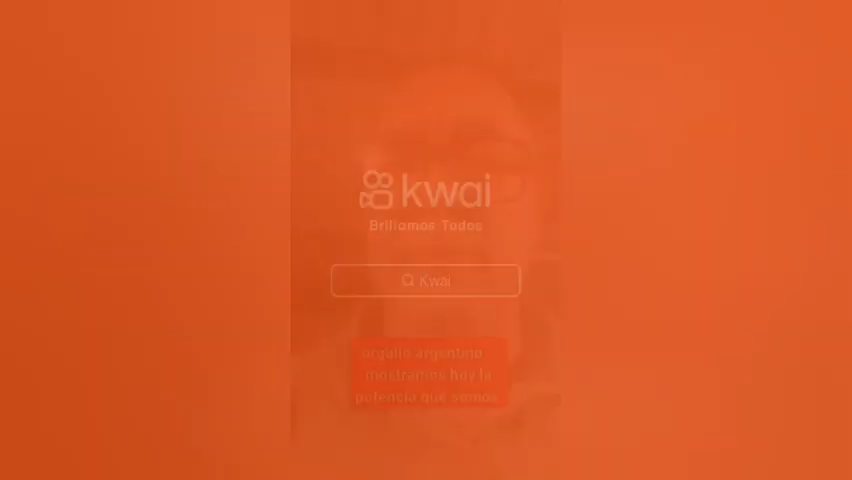 kwai
Brillamos Todos
Kwai
orgullo argentino
mostramos hoy la
potencia que somos